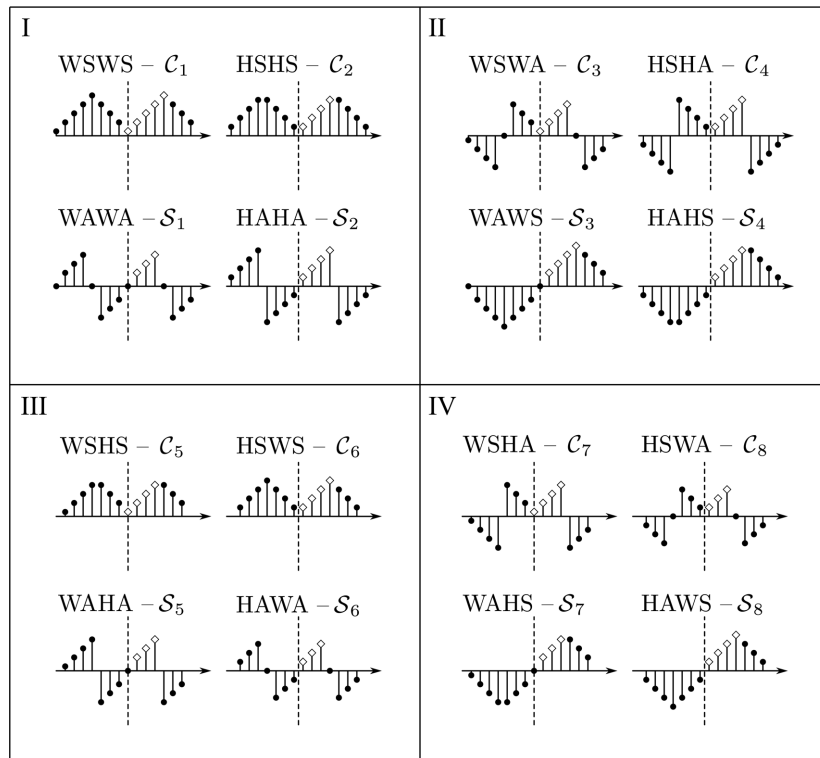 I
WSWS – 𝒞₁ HSHS – 𝒞₂
WAWA – 𝒮₁ HAHA – 𝒮₂
II
WSWA – 𝒞₃ HSHA – 𝒞₄
WAWS – 𝒮₃ HAHS – 𝒮₄
III
WSHS – 𝒞₅ HSWS – 𝒞₆
WAHA – 𝒮₅ HAWA – 𝒮₆
IV
WSHA – 𝒞₇ HSWA – 𝒞₈
WAHS – 𝒮₇ HAWS – 𝒮₈